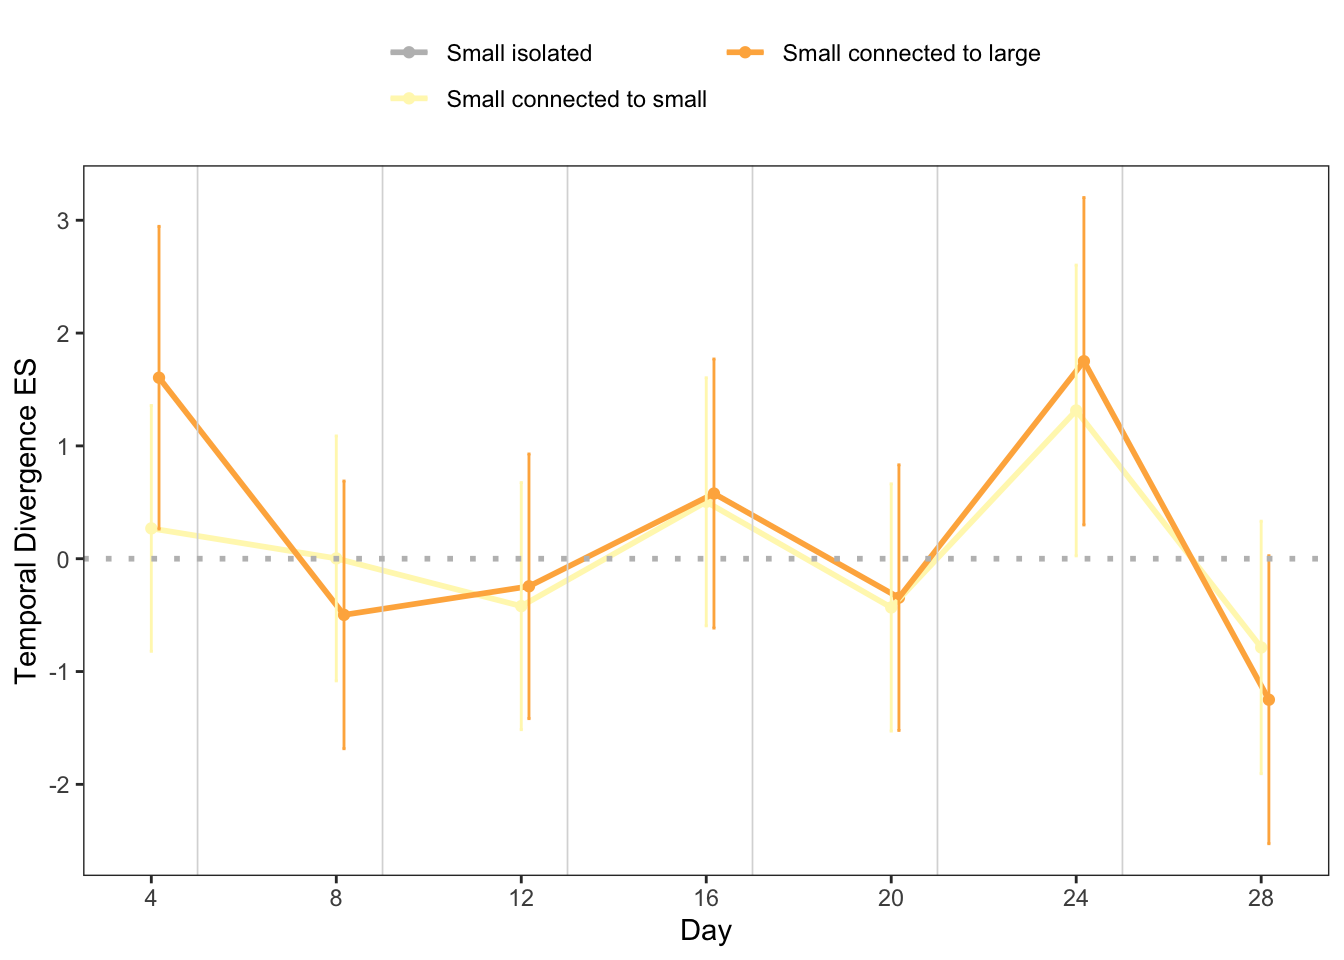 Small isolated
Small connected to large
Small connected to small
Temporal Divergence ES
3
2
1
0
-1
-2
4 8 12 16 20 24 28
Day